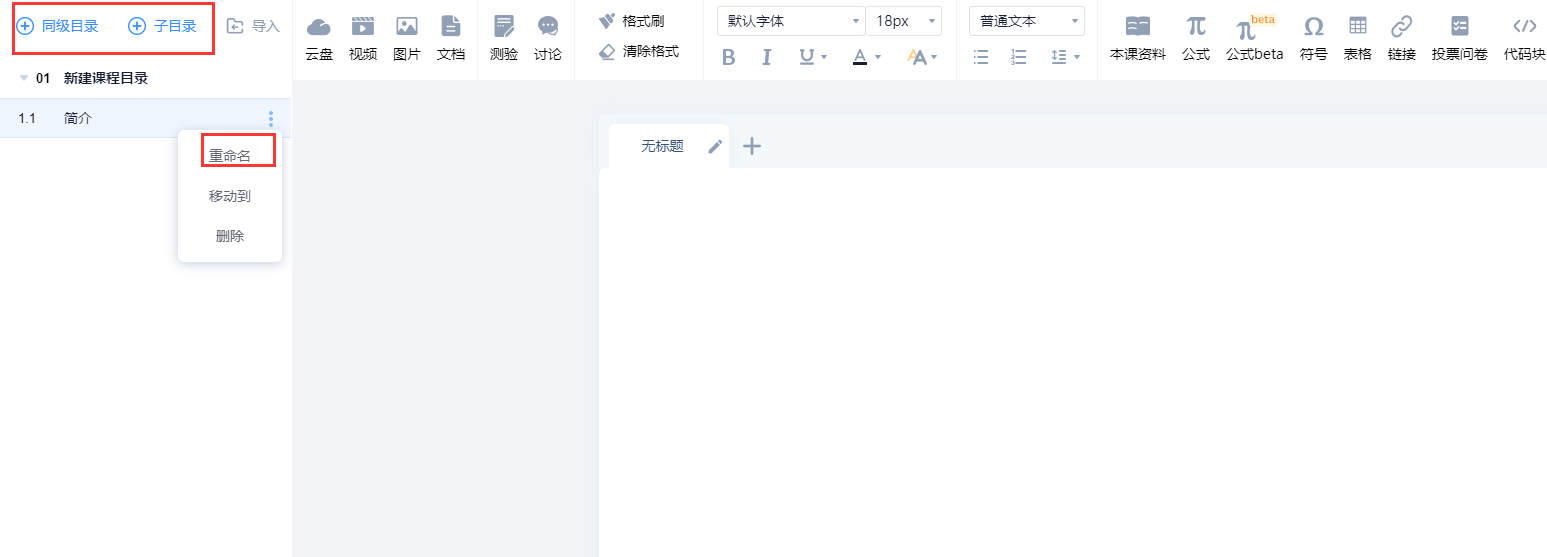 同级目录 子目录 导入
01 新建课程目录
1.1 简介
重命名
移动到
删除
云盘 视频 图片 文档 测验 讨论
格式刷
清除格式
默认字体 18px
B I U A AA
普通文本
本课资料 公式 公式beta 符号 表格 链接 投票问卷 代码块
beta
无标题